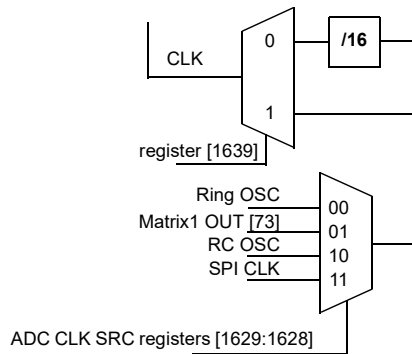 CLK
0
/16
1
register [1639]
Ring OSC
00
Matrix1 OUT [73]
01
RC OSC
10
SPI CLK
11
ADC CLK SRC registers [1629:1628]